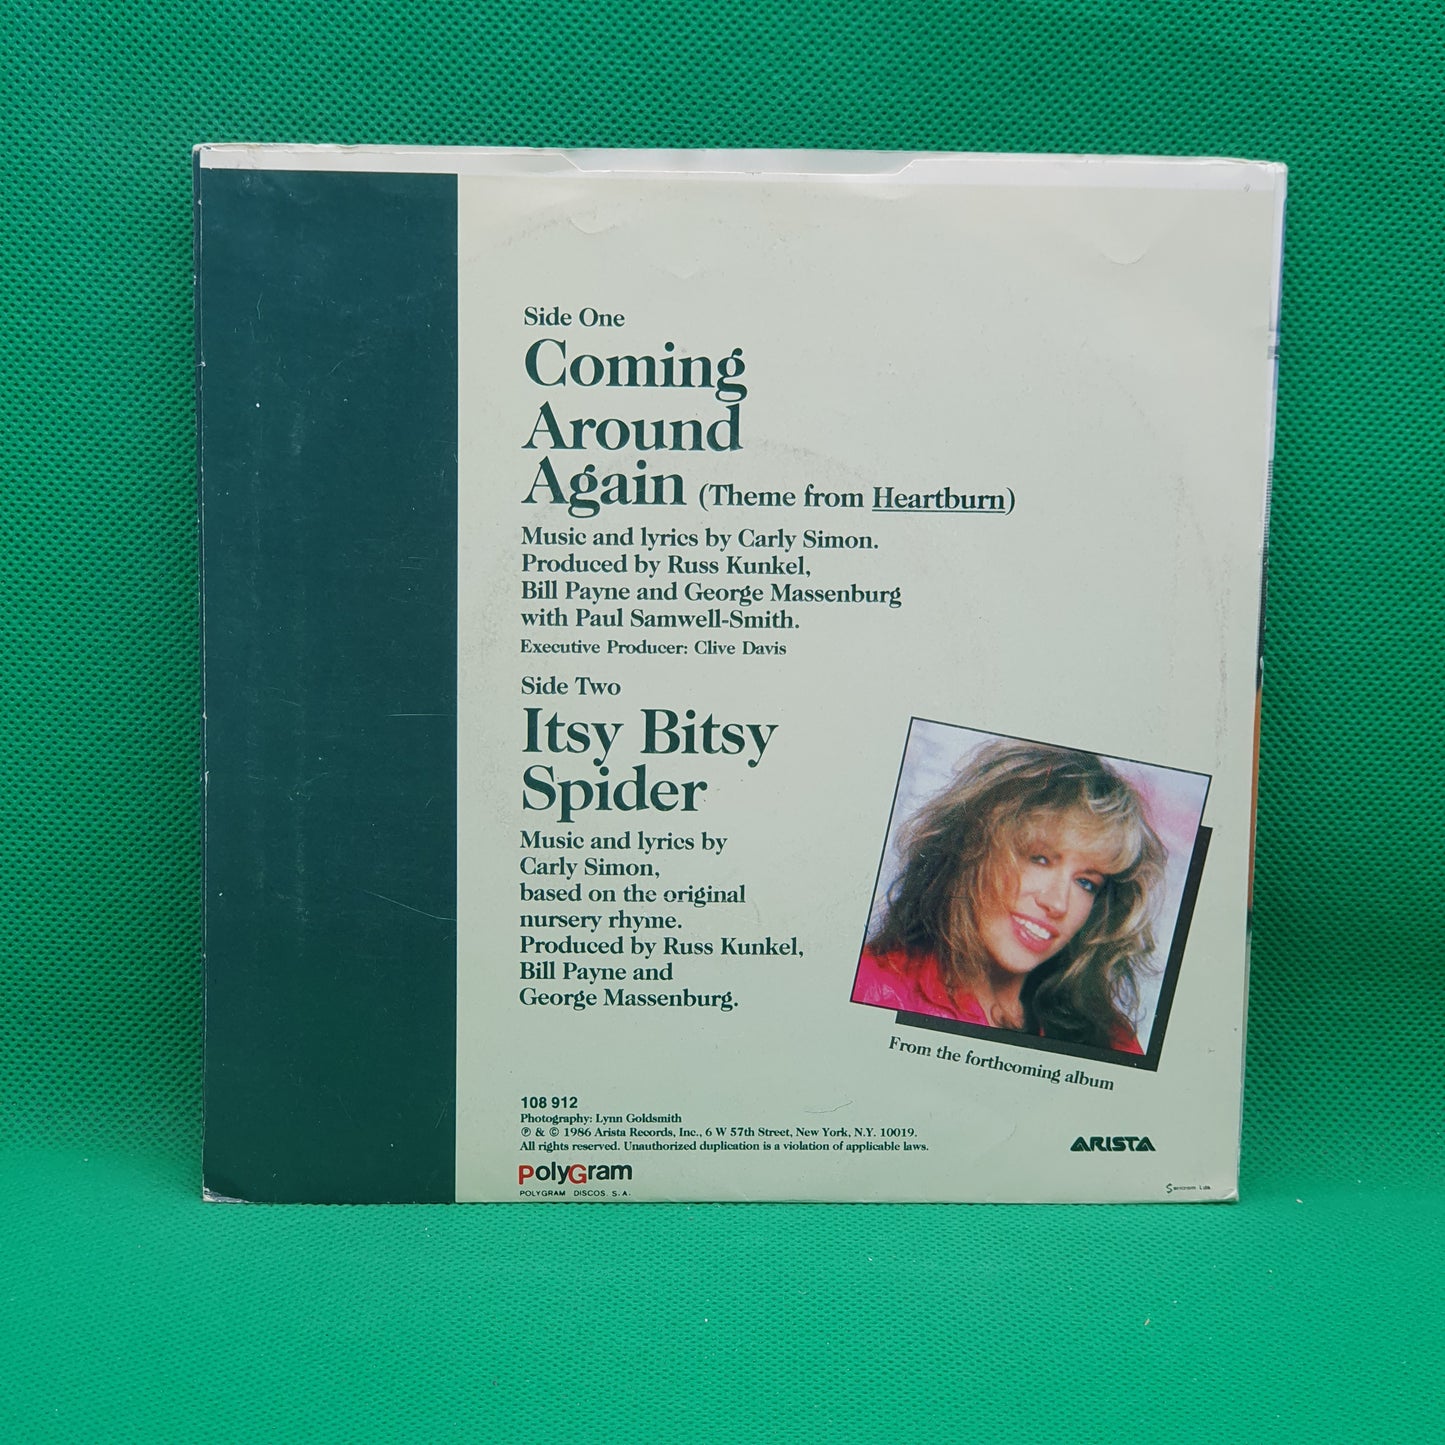 Side One
Coming
Around
Again (Theme from Heartburn)
Music and lyrics by Carly Simon.
Produced by Russ Kunkel,
Bill Payne and George Massenburg
with Paul Samwell-Smith.
Executive Producer: Clive Davis
Side Two
Itsy Bitsy
Spider
Music and lyrics by
Carly Simon,
based on the original
nursery rhyme.
Produced by Russ Kunkel,
Bill Payne and
George Massenburg.
From the forthcoming album
108 912
Photography: Lynn Goldsmith
℗ & © 1986 Arista Records, Inc., 6 W 57th Street, New York, N.Y. 10019.
All rights reserved. Unauthorized duplication is a violation of applicable laws.
ARISTA
PolyGram
POLYGRAM DISCOS. S. A.